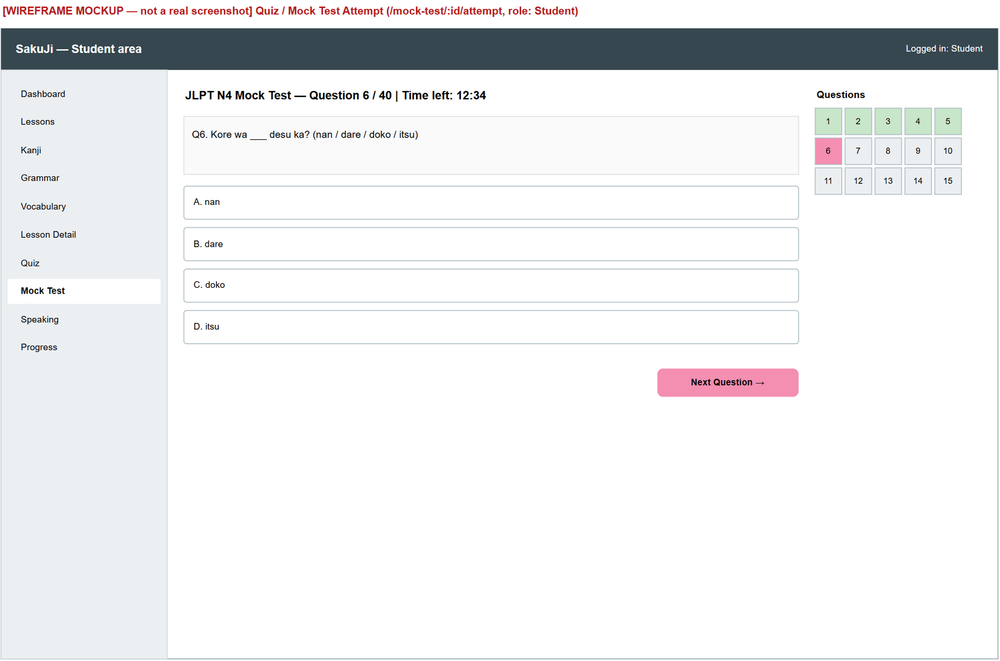 [WIREFRAME MOCKUP — not a real screenshot] Quiz / Mock Test Attempt (/mock-test/:id/attempt, role: Student)
SakuJi — Student area
Logged in: Student
Dashboard
Lessons
Kanji
Grammar
Vocabulary
Lesson Detail
Quiz
Mock Test
Speaking
Progress
JLPT N4 Mock Test — Question 6 / 40 | Time left: 12:34
Q6. Kore wa ___ desu ka? (nan / dare / doko / itsu)
A. nan
B. dare
C. doko
D. itsu
Next Question →
Questions
1 2 3 4 5
6 7 8 9 10
11 12 13 14 15